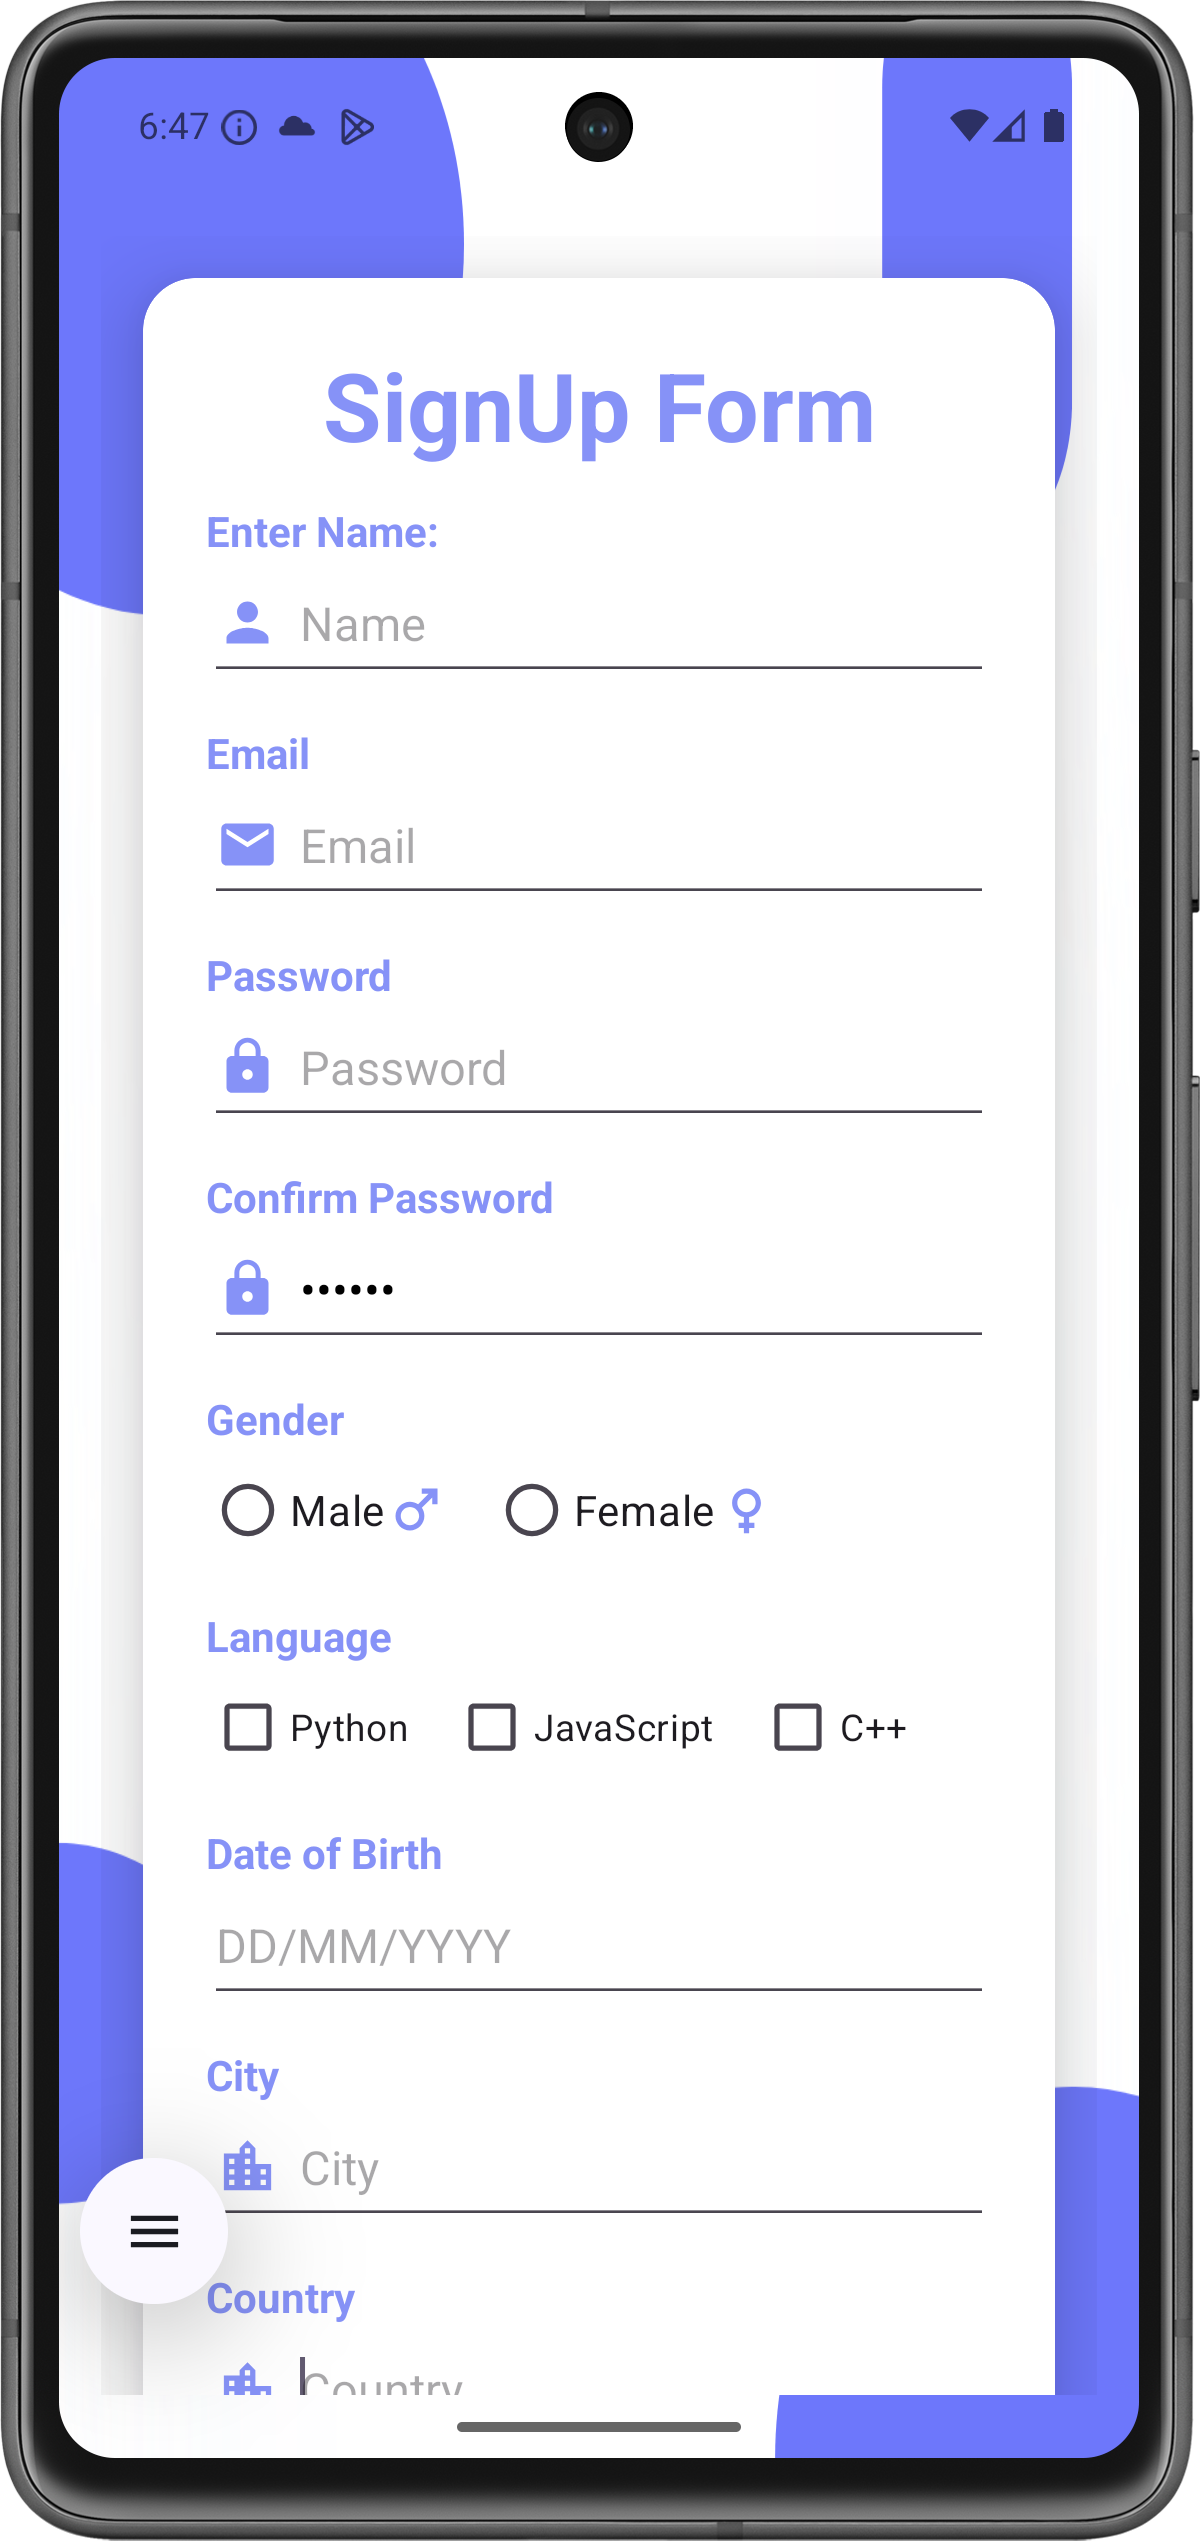 6:47
SignUp Form
Enter Name:
Name
Email
Email
Password
Password
Confirm Password
••••••
Gender
Male Female
Language
Python JavaScript C++
Date of Birth
DD/MM/YYYY
City
City
Country
Country